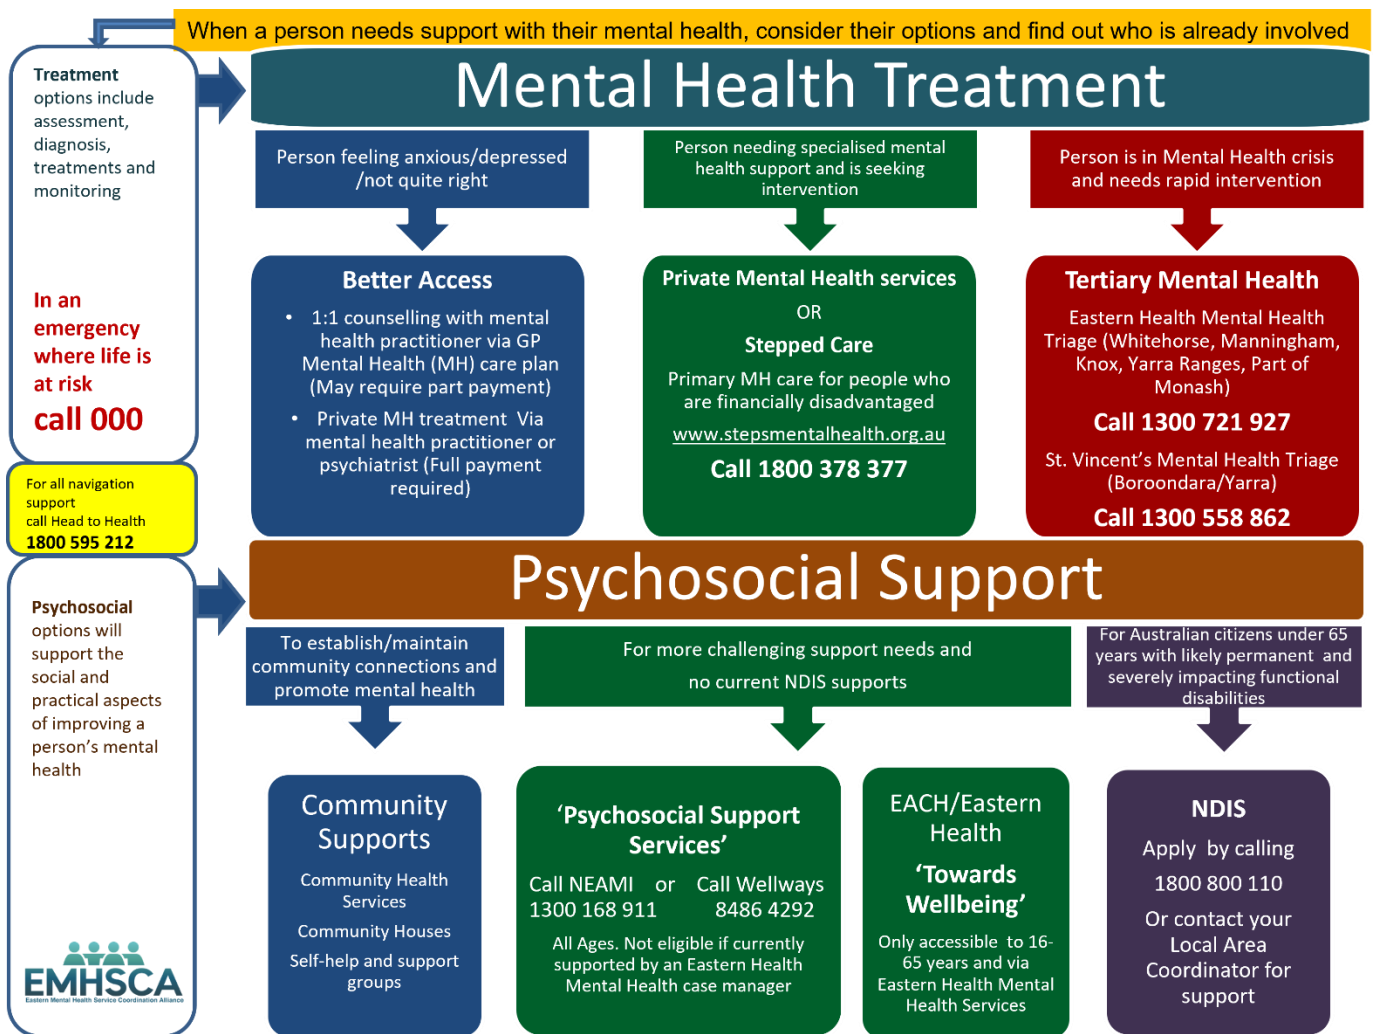 When a person needs support with their mental health, consider their options and find out who is already involved
Treatment
options include
assessment,
diagnosis,
treatments and
monitoring
In an
emergency
where life is
at risk
call 000
For all navigation
support
call Head to Health
1800 595 212
Mental Health Treatment
Person feeling anxious/depressed
/not quite right
Better Access
• 1:1 counselling with mental
health practitioner via GP
Mental Health (MH) care plan
(May require part payment)
• Private MH treatment Via
mental health practitioner or
psychiatrist (Full payment
required)
Person needing specialised mental
health support and is seeking
intervention
Private Mental Health services
OR
Stepped Care
Primary MH care for people who
are financially disadvantaged
www.stepsmentalhealth.org.au
Call 1800 378 377
Person is in Mental Health crisis
and needs rapid intervention
Tertiary Mental Health
Eastern Health Mental Health
Triage (Whitehorse, Manningham,
Knox, Yarra Ranges, Part of
Monash)
Call 1300 721 927
St. Vincent's Mental Health Triage
(Boroondara/Yarra)
Call 1300 558 862
Psychosocial
options will
support the
social and
practical aspects
of improving a
person's mental
health
EMHSCA
Eastern Mental Health Service Coordination Alliance
Psychosocial Support
To establish/maintain
community connections and
promote mental health
Community
Supports
Community Health
Services
Community Houses
Self-help and support
groups
For more challenging support needs and
no current NDIS supports
'Psychosocial Support
Services'
Call NEAMI or Call Wellways
1300 168 911 8486 4292
All Ages. Not eligible if currently
supported by an Eastern Health
Mental Health case manager
EACH/Eastern
Health
'Towards
Wellbeing'
Only accessible to 16-
65 years and via
Eastern Health Mental
Health Services
For Australian citizens under 65
years with likely permanent and
severely impacting functional
disabilities
NDIS
Apply by calling
1800 800 110
Or contact your
Local Area
Coordinator for
support